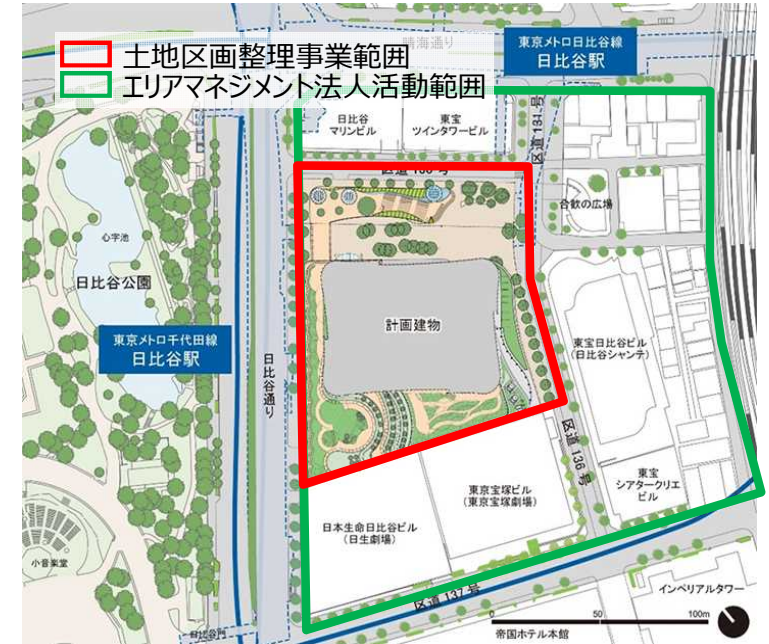 土地区画整理事業範囲
エリアマネジメント法人活動範囲
晴海通り
東京メトロ日比谷線
日比谷駅
日比谷
マリンビル
東宝
ツインタワービル
区道131号
合歓の広場
心字池
日比谷公園
計画建物
東京メトロ千代田線
日比谷駅
日比谷通り
東宝日比谷ビル
(日比谷シャンテ)
区道136号
東京宝塚ビル
(東京宝塚劇場)
東宝
シアタークリエ
ビル
日本生命日比谷ビル
(日生劇場)
小音楽堂
区道137号
インペリアルタワー
0 50 100m
帝国ホテル本館
日比谷門